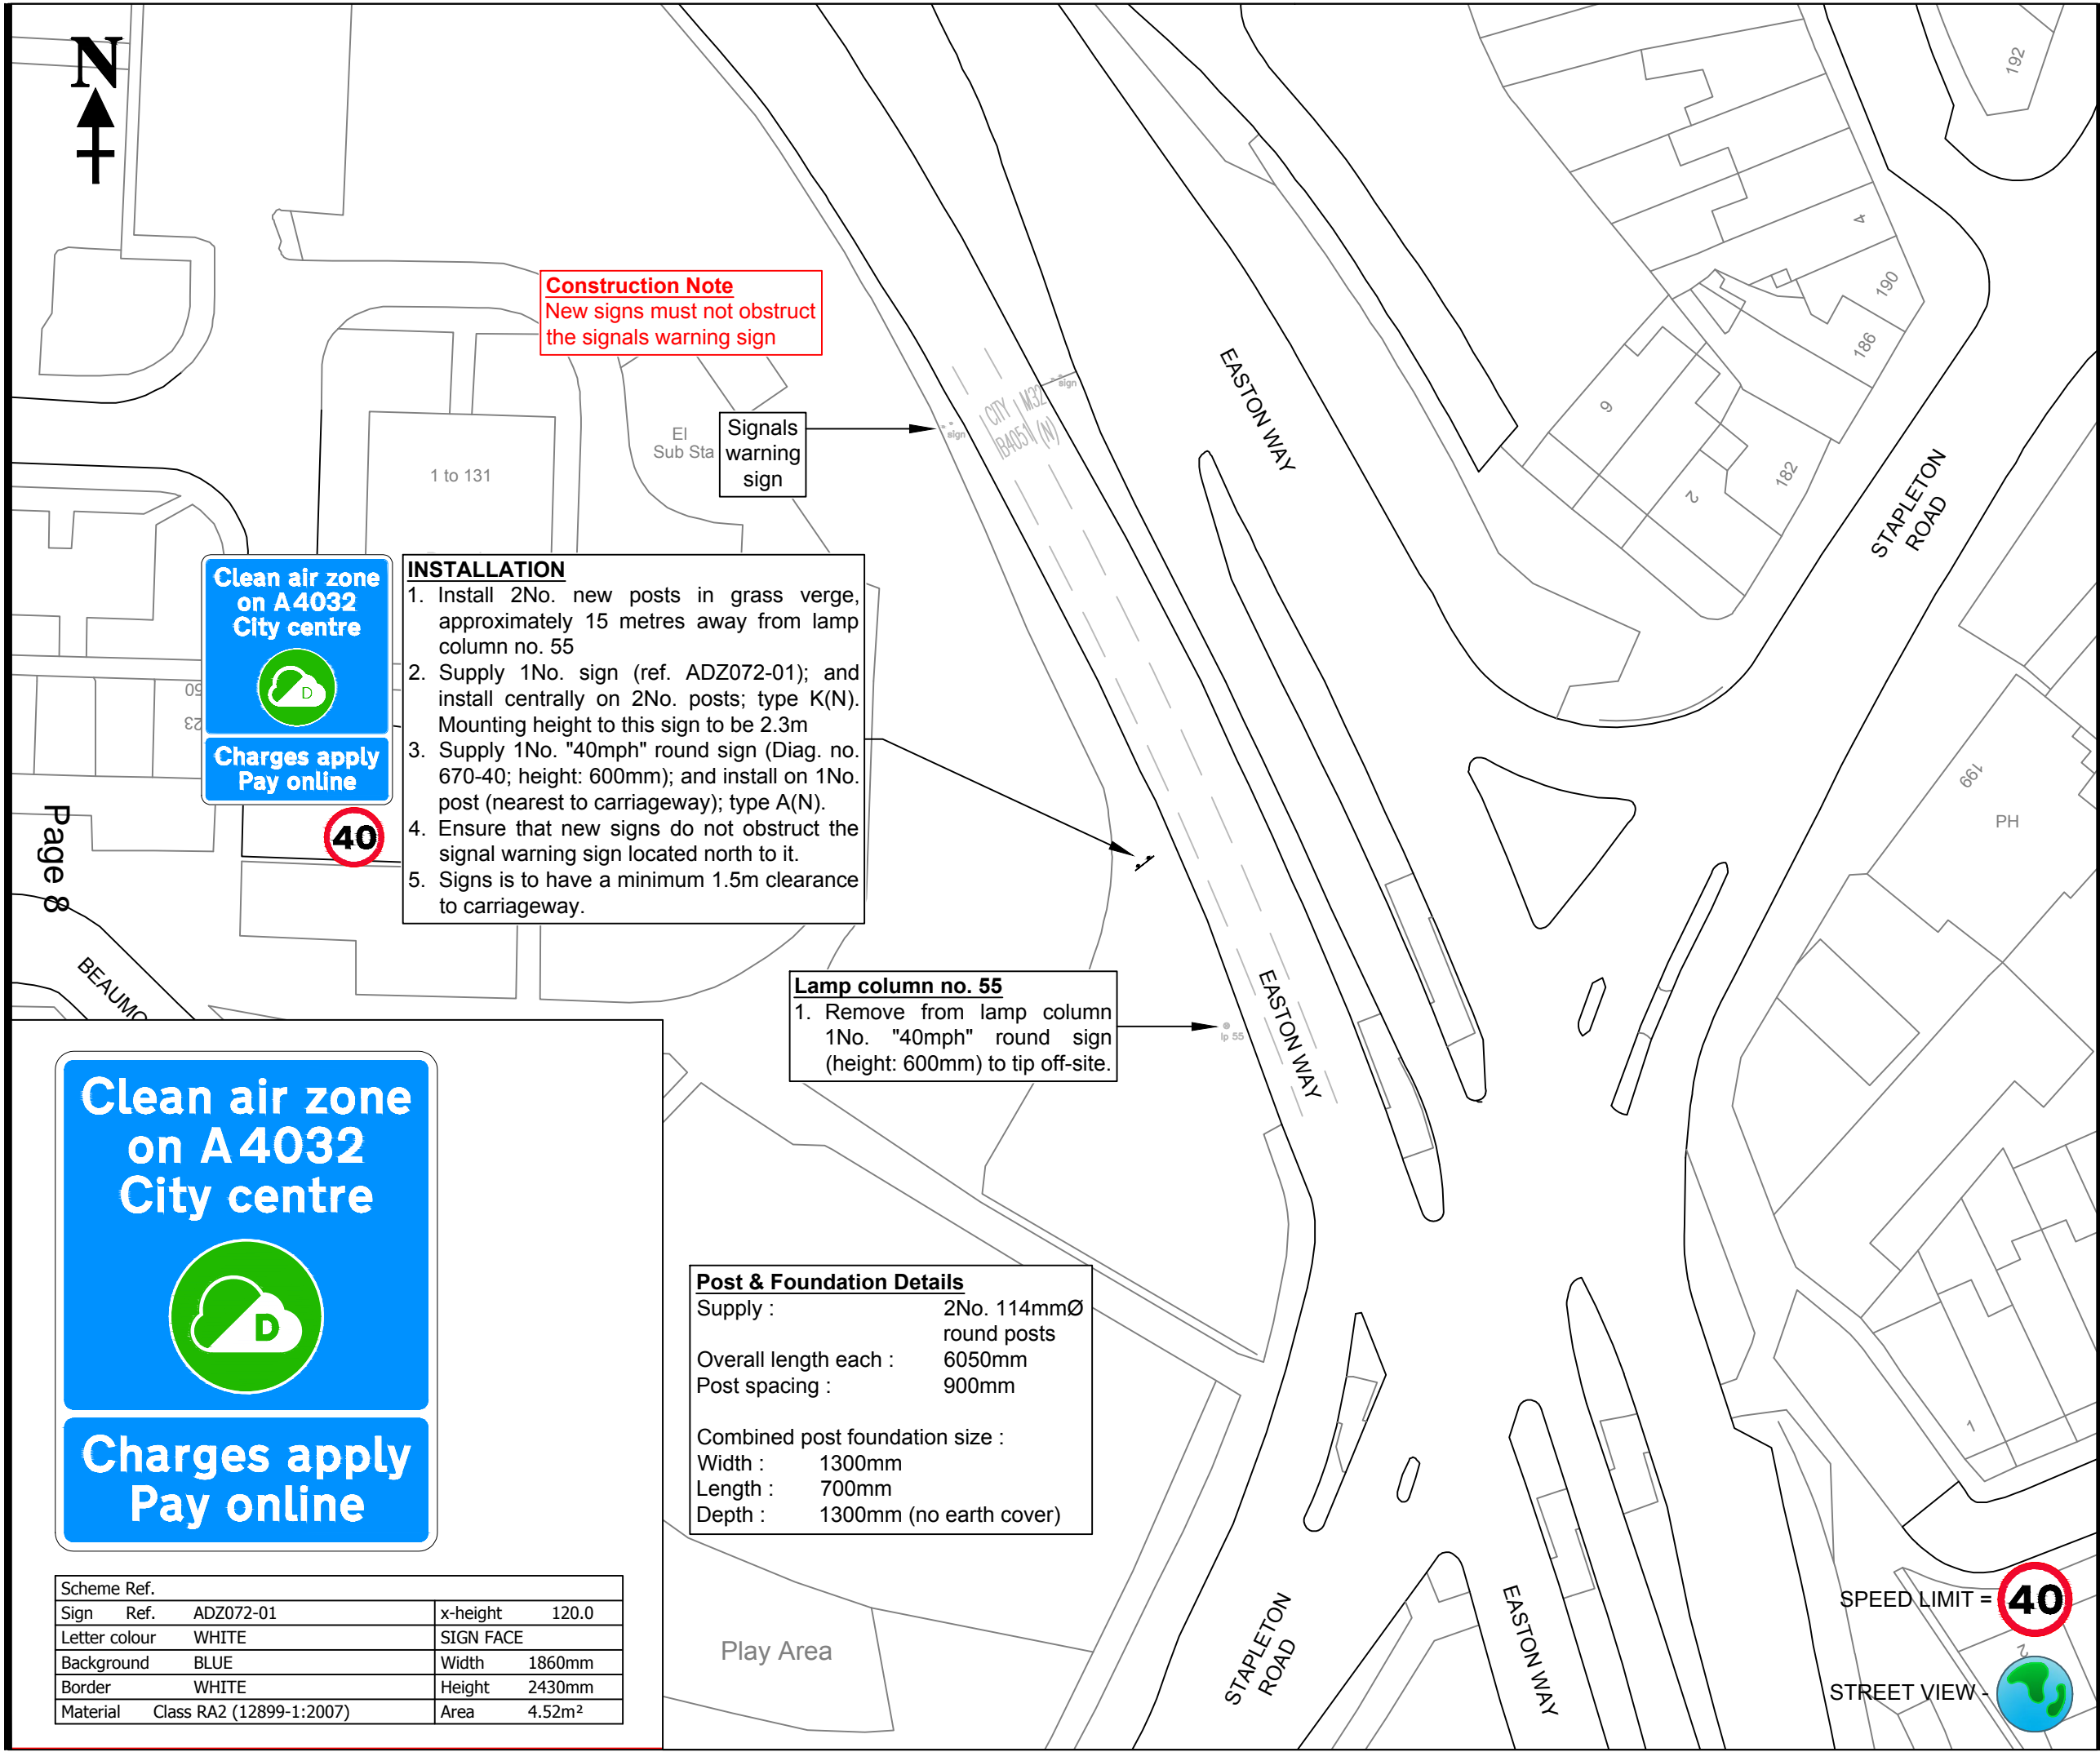 N
192
4
190
186
6
2
182
STAPLETON
ROAD
EASTON WAY
Construction Note
New signs must not obstruct
the signals warning sign
Signals
warning
sign
sign
sign
CITY
B4051
M32
(N)
El
Sub Sta
1 to 131
50
23
Clean air zone
on A4032
City centre
D
Charges apply
Pay online
40
INSTALLATION
1. Install 2No. new posts in grass verge,
approximately 15 metres away from lamp
column no. 55
2. Supply 1No. sign (ref. ADZ072-01); and
install centrally on 2No. posts; type K(N).
Mounting height to this sign to be 2.3m
3. Supply 1No. "40mph" round sign (Diag. no.
670-40; height: 600mm); and install on 1No.
post (nearest to carriageway); type A(N).
4. Ensure that new signs do not obstruct the
signal warning sign located north to it.
5. Signs is to have a minimum 1.5m clearance
to carriageway.
199
PH
Page 8
BEAUMO
Lamp column no. 55
1. Remove from lamp column
1No. "40mph" round sign
(height: 600mm) to tip off-site.
lp 55
EASTON WAY
Clean air zone
on A4032
City centre
D
Charges apply
Pay online
Post & Foundation Details
Supply : 2No. 114mmØ
round posts
Overall length each : 6050mm
Post spacing : 900mm
Combined post foundation size :
Width : 1300mm
Length : 700mm
Depth : 1300mm (no earth cover)
1
Scheme Ref.
Sign Ref. ADZ072-01 x-height 120.0
Letter colour WHITE SIGN FACE
Background BLUE Width 1860mm
Border WHITE Height 2430mm
Material Class RA2 (12899-1:2007) Area 4.52m²
Play Area
STAPLETON
ROAD
EASTON WAY
SPEED LIMIT = 40
2
STREET VIEW -